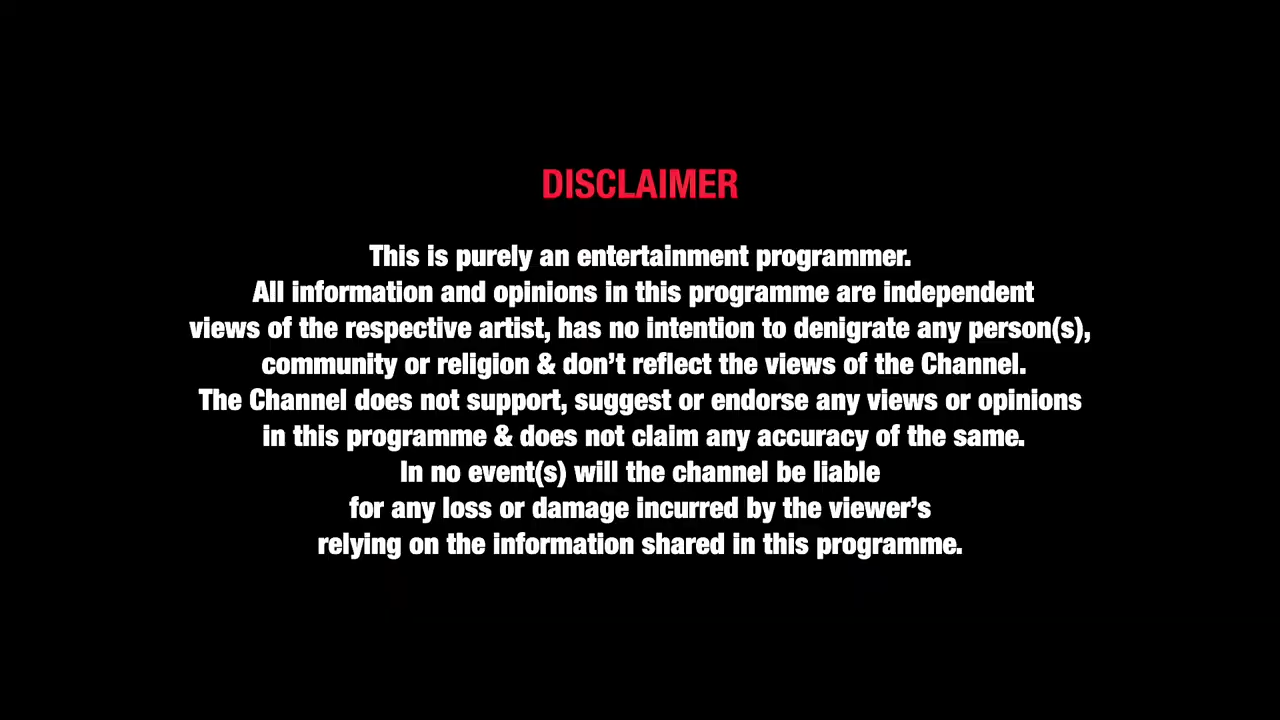 DISCLAIMER
This is purely an entertainment programmer.
All information and opinions in this programme are independent
views of the respective artist, has no intention to denigrate any person(s),
community or religion & don’t reflect the views of the Channel.
The Channel does not support, suggest or endorse any views or opinions
in this programme & does not claim any accuracy of the same.
In no event(s) will the channel be liable
for any loss or damage incurred by the viewer’s
relying on the information shared in this programme.